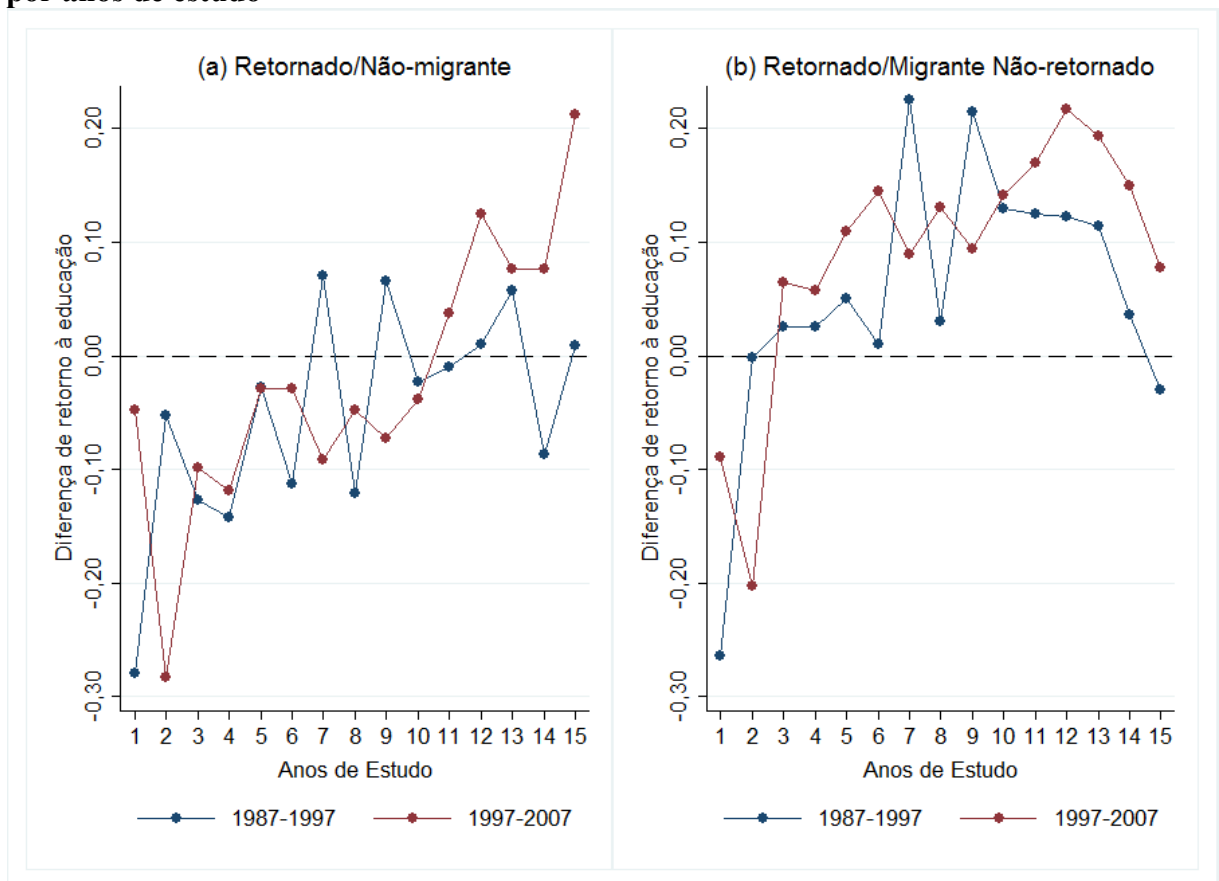 por anos de estudo
(a) Retornado/Não-migrante
Diferença de retorno à educação
0,20
0,10
0,00
-0,10
-0,20
-0,30
1 2 3 4 5 6 7 8 9 10 11 12 13 14 15
Anos de Estudo
1987-1997 1997-2007
(b) Retornado/Migrante Não-retornado
Diferença de retorno à educação
0,20
0,10
0,00
-0,10
-0,20
-0,30
1 2 3 4 5 6 7 8 9 10 11 12 13 14 15
Anos de Estudo
1987-1997 1997-2007